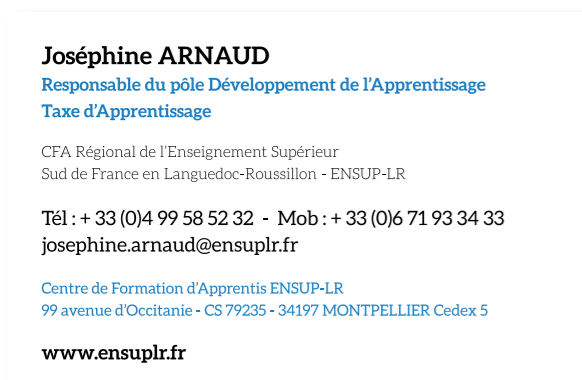 Joséphine ARNAUD
Responsable du pôle Développement de l'Apprentissage
Taxe d'Apprentissage
CFA Régional de l'Enseignement Supérieur
Sud de France en Languedoc-Roussillon - ENSUP-LR
Tél : + 33 (0)4 99 58 52 32 - Mob : + 33 (0)6 71 93 34 33
josephine.arnaud@ensuplr.fr
Centre de Formation d'Apprentis ENSUP-LR
99 avenue d'Occitanie - CS 79235 - 34197 MONTPELLIER Cedex 5
www.ensuplr.fr